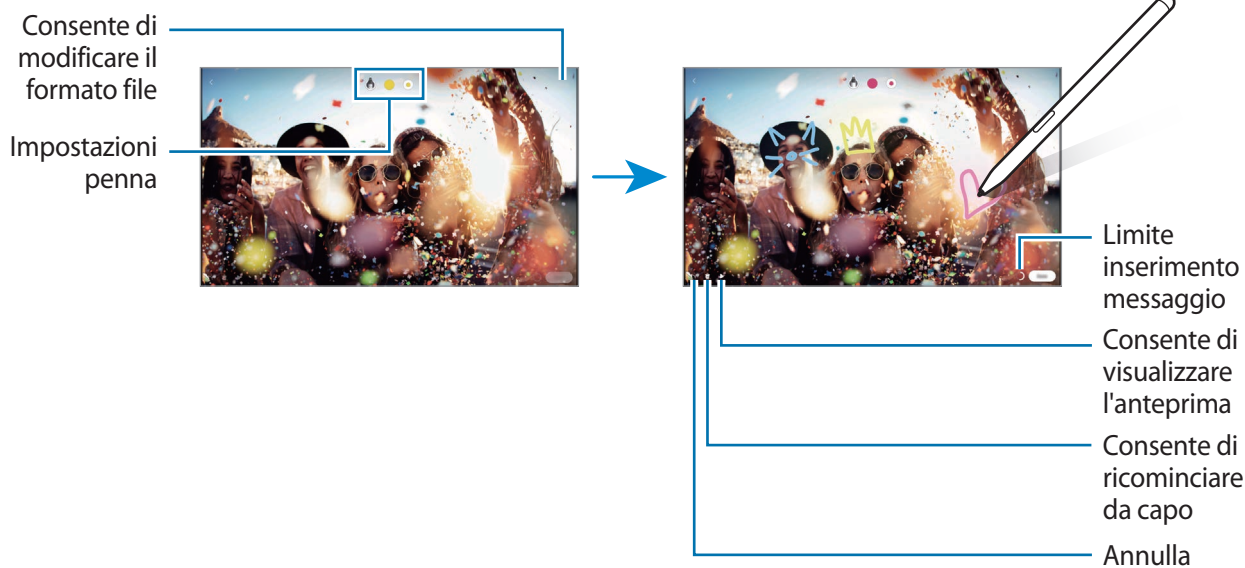 Consente di
modificare il
formato file
Impostazioni
penna
Limite
inserimento
messaggio
Consente di
visualizzare
l'anteprima
Consente di
ricominciare
da capo
Annulla